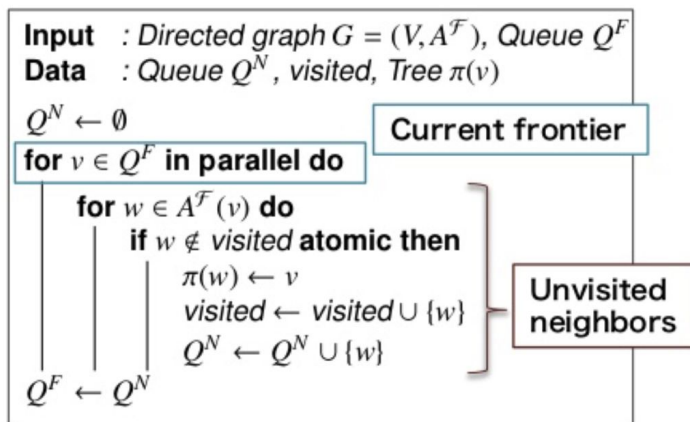 Input : Directed graph G = (V, A^ℱ), Queue Q^F
Data : Queue Q^N, visited, Tree π(v)
Q^N ← ∅
Current frontier
for v ∈ Q^F in parallel do
for w ∈ A^ℱ(v) do
if w ∉ visited atomic then
π(w) ← v
visited ← visited ∪ {w}
Q^N ← Q^N ∪ {w}
Unvisited
neighbors
Q^F ← Q^N